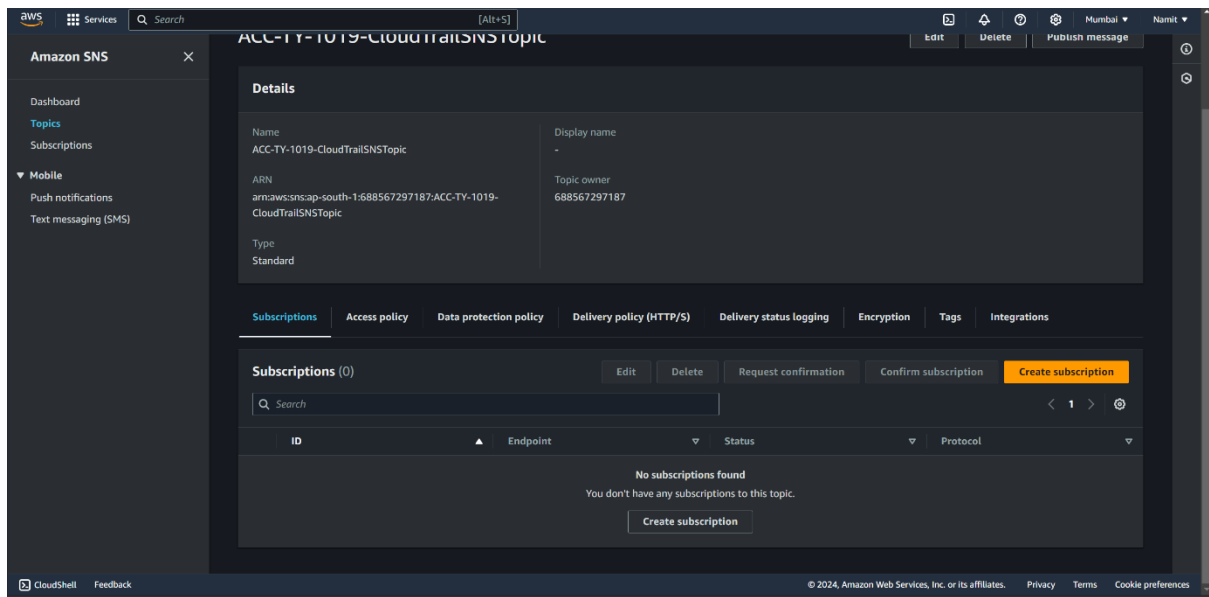 aws Services Search [Alt+S] Mumbai Namit
Amazon SNS
Dashboard
Topics
Subscriptions
Mobile
Push notifications
Text messaging (SMS)
ACC-TY-1019-CloudTrailSNSTopic Edit Delete Publish message
Details
Name
ACC-TY-1019-CloudTrailSNSTopic
ARN
arn:aws:sns:ap-south-1:688567297187:ACC-TY-1019-
CloudTrailSNSTopic
Type
Standard
Display name
-
Topic owner
688567297187
Subscriptions Access policy Data protection policy Delivery policy (HTTP/S) Delivery status logging Encryption Tags Integrations
Subscriptions (0) Edit Delete Request confirmation Confirm subscription Create subscription
Search 1
ID Endpoint Status Protocol
No subscriptions found
You don't have any subscriptions to this topic.
Create subscription
CloudShell Feedback © 2024, Amazon Web Services, Inc. or its affiliates. Privacy Terms Cookie preferences